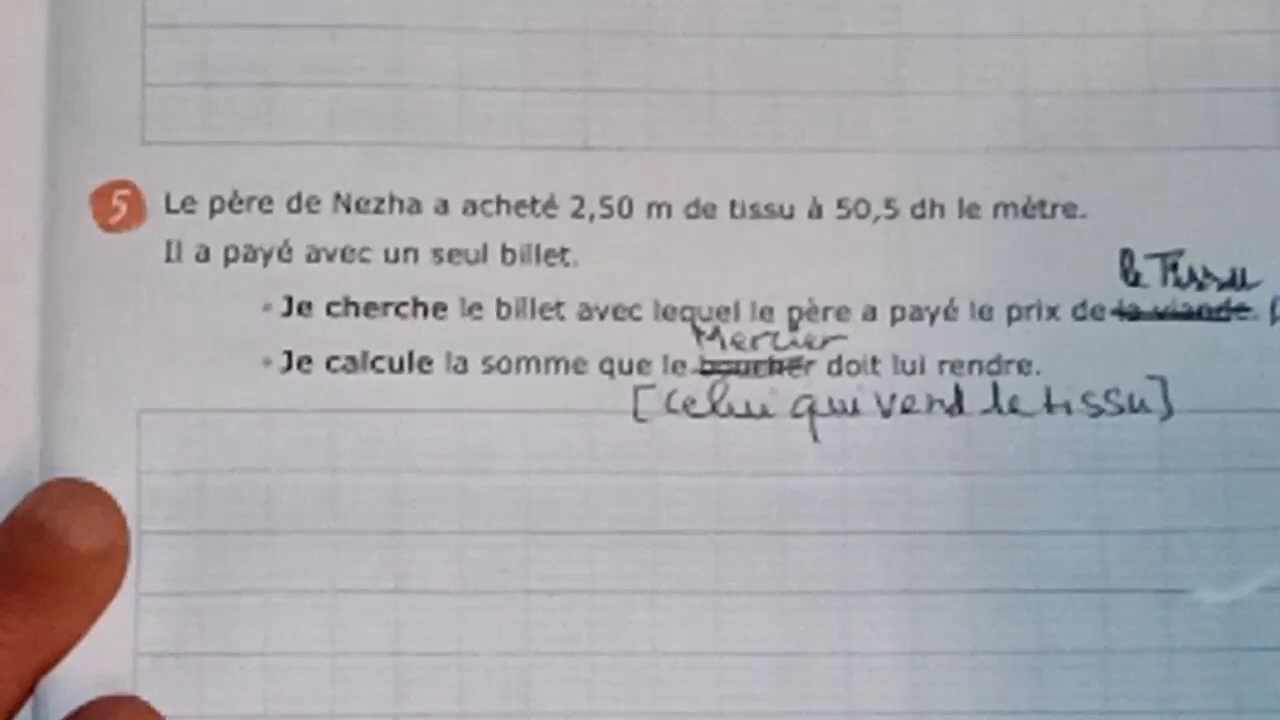 5 Le père de Nezha a acheté 2,50 m de tissu à 50,5 dh le mètre.
Il a payé avec un seul billet.
le Tissu
• Je cherche le billet avec lequel le père a payé le prix de la viande.
Mercier
• Je calcule la somme que le boucher doit lui rendre.
[celui qui vend le tissu]